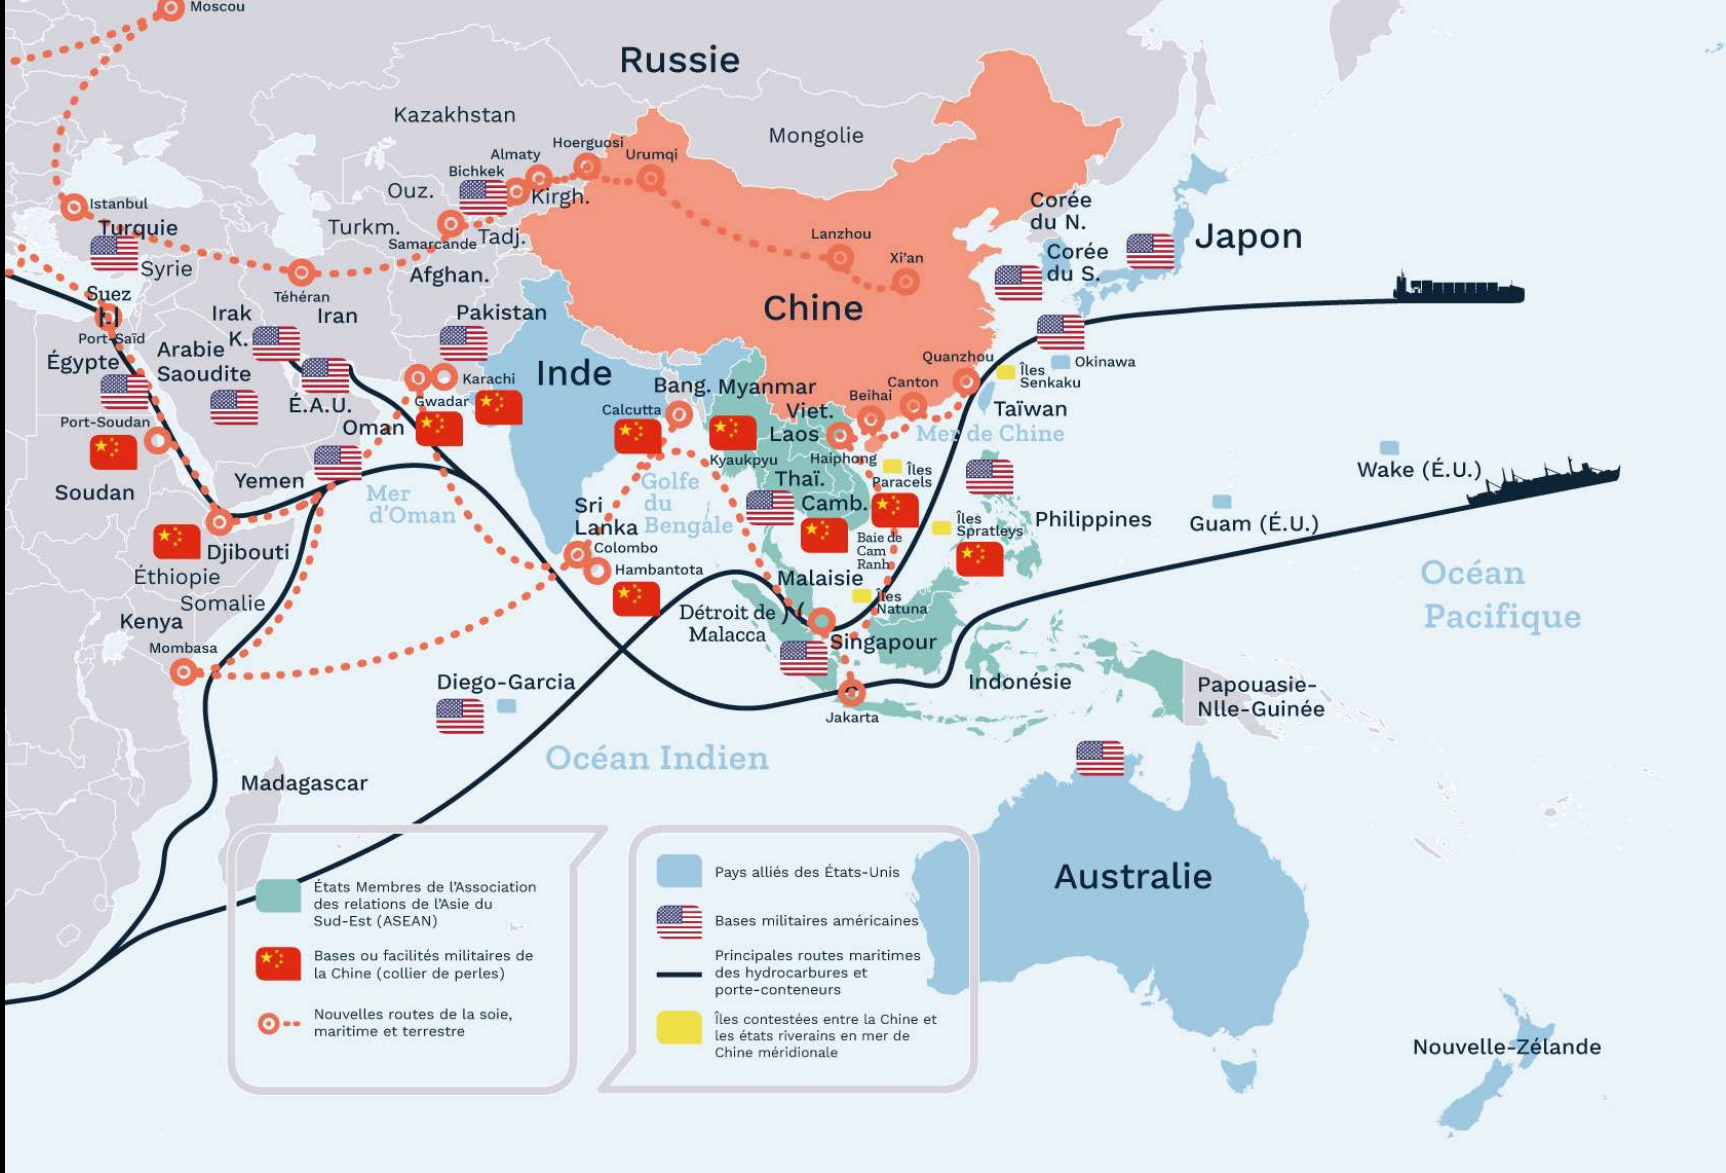 Moscou
Russie
Kazakhstan
Mongolie
Hoerguosi
Almaty
Urumqi
Bichkek
Ouz.
Kirgh.
Istanbul
Turquie
Turkm.
Samarcande
Tadj.
Syrie
Afghan.
Téhéran
Lanzhou
Xi'an
Corée
du N.
Corée
du S.
Japon
Suez
Port-Saïd
Irak
Iran
K.
Pakistan
Chine
Égypte
Arabie
Saoudite
É.A.U.
Oman
Karachi
Gwadar
Inde
Bang.
Myanmar
Calcutta
Quanzhou
Canton
Beihai
Okinawa
Îles
Senkaku
Taïwan
Mer de Chine
Port-Soudan
Soudan
Yemen
Mer
d'Oman
Viet.
Laos
Haiphong
Kyaukpyu
Thaï.
Camb.
Îles
Paracels
Golfe
du
Bengale
Sri
Lanka
Colombo
Hambantota
Baie de
Cam
Ranh
Îles
Spratleys
Philippines
Wake (É.U.)
Guam (É.U.)
Djibouti
Éthiopie
Somalie
Kenya
Mombasa
Malaisie
Îles
Natuna
Détroit de
Malacca
Singapour
Océan
Pacifique
Diego-Garcia
Jakarta
Indonésie
Papouasie-
Nlle-Guinée
Océan Indien
Madagascar
Australie
Nouvelle-Zélande
États Membres de l'Association
des relations de l'Asie du
Sud-Est (ASEAN)
Bases ou facilités militaires de
la Chine (collier de perles)
Nouvelles routes de la soie,
maritime et terrestre
Pays alliés des États-Unis
Bases militaires américaines
Principales routes maritimes
des hydrocarbures et
porte-conteneurs
Îles contestées entre la Chine et
les états riverains en mer de
Chine méridionale